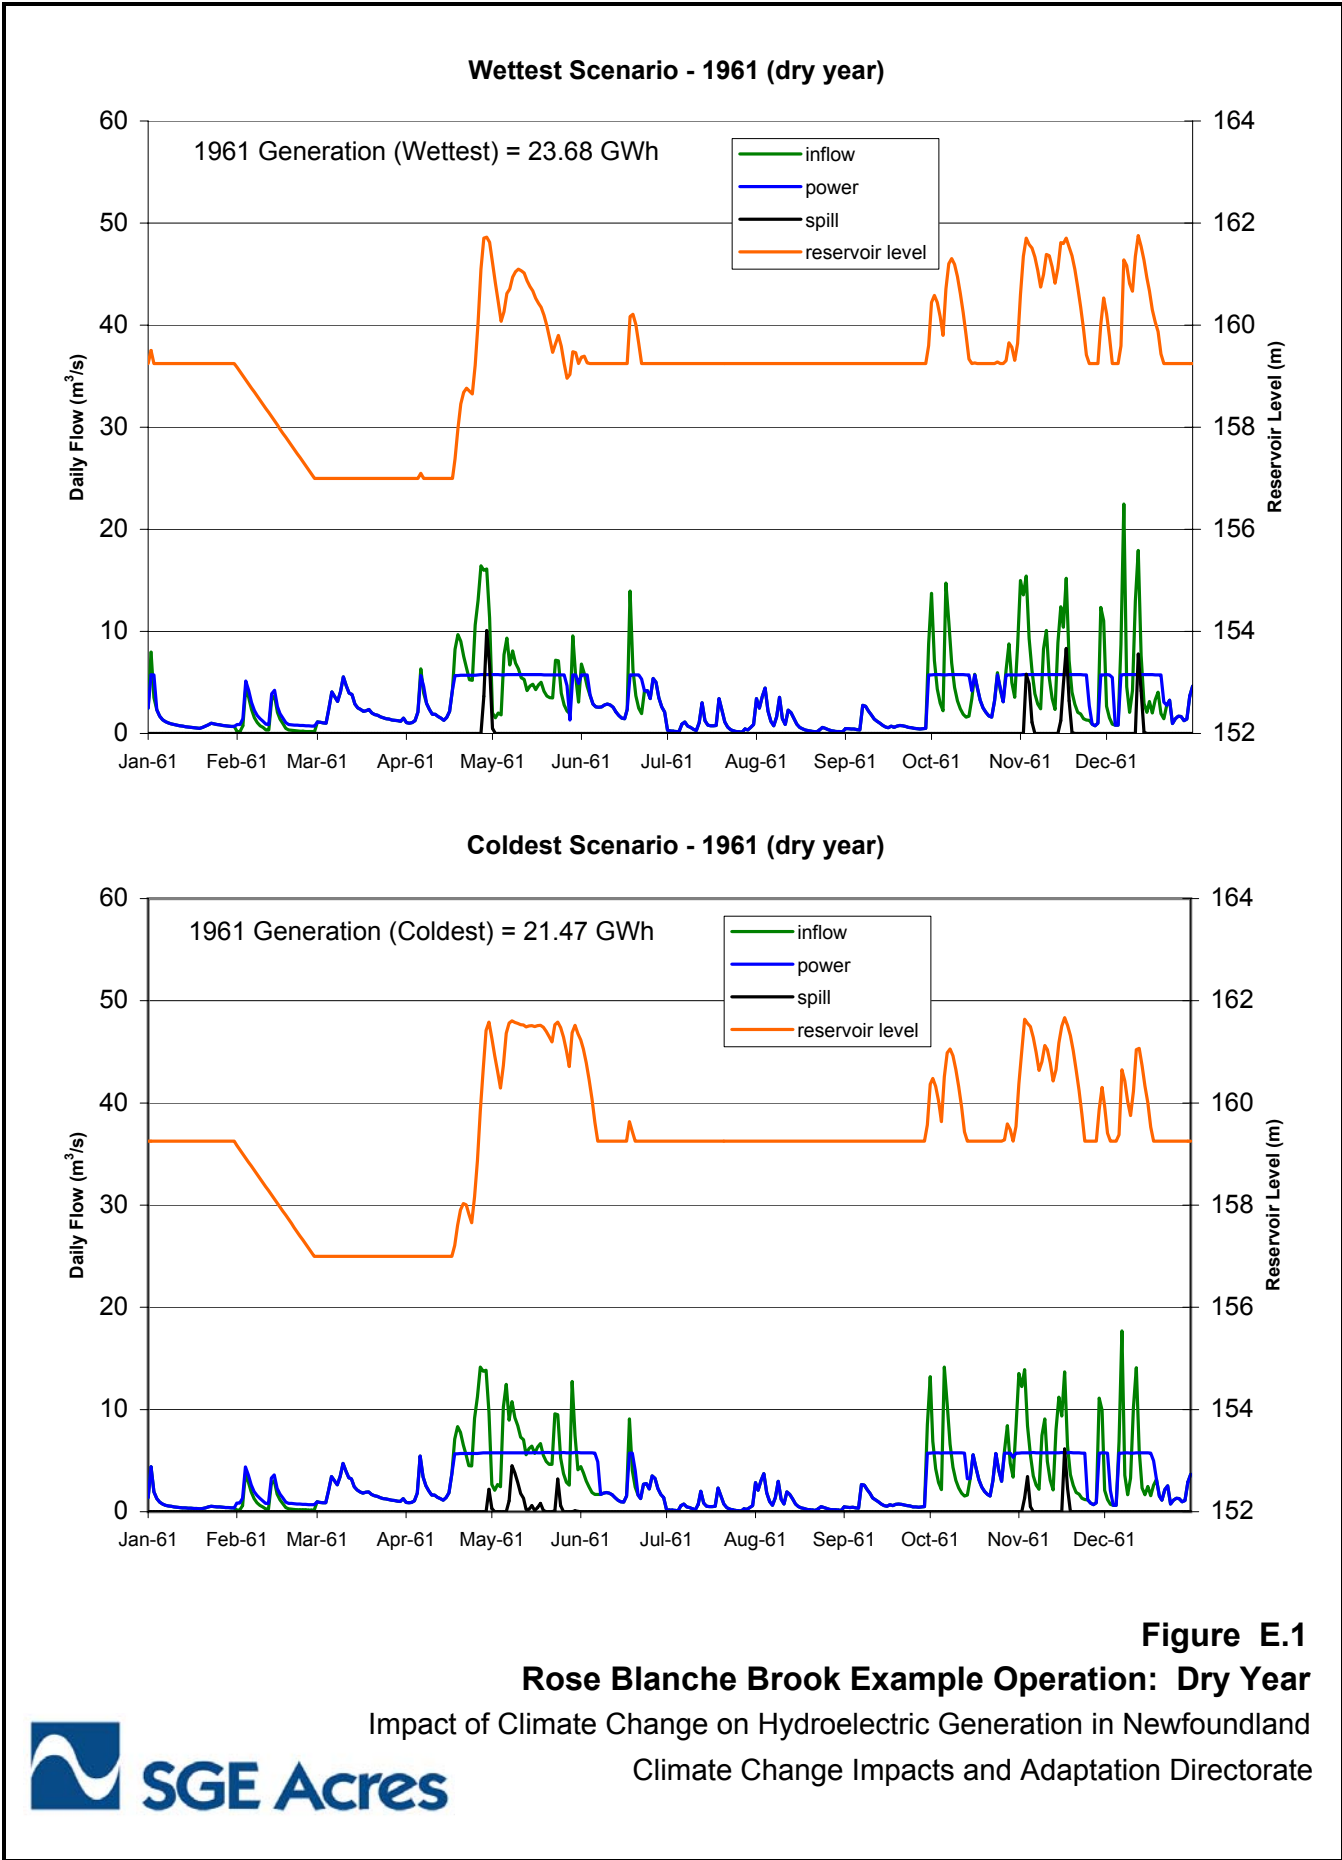 Wettest Scenario - 1961 (dry year)
1961 Generation (Wettest) = 23.68 GWh
inflow
power
spill
reservoir level
60
50
40
30
20
10
0
164
162
160
158
156
154
152
Daily Flow (m³/s)
Reservoir Level (m)
Jan-61 Feb-61 Mar-61 Apr-61 May-61 Jun-61 Jul-61 Aug-61 Sep-61 Oct-61 Nov-61 Dec-61
Coldest Scenario - 1961 (dry year)
1961 Generation (Coldest) = 21.47 GWh
inflow
power
spill
reservoir level
60
50
40
30
20
10
0
164
162
160
158
156
154
152
Daily Flow (m³/s)
Reservoir Level (m)
Jan-61 Feb-61 Mar-61 Apr-61 May-61 Jun-61 Jul-61 Aug-61 Sep-61 Oct-61 Nov-61 Dec-61
Figure E.1
Rose Blanche Brook Example Operation: Dry Year
Impact of Climate Change on Hydroelectric Generation in Newfoundland
Climate Change Impacts and Adaptation Directorate
SGE Acres